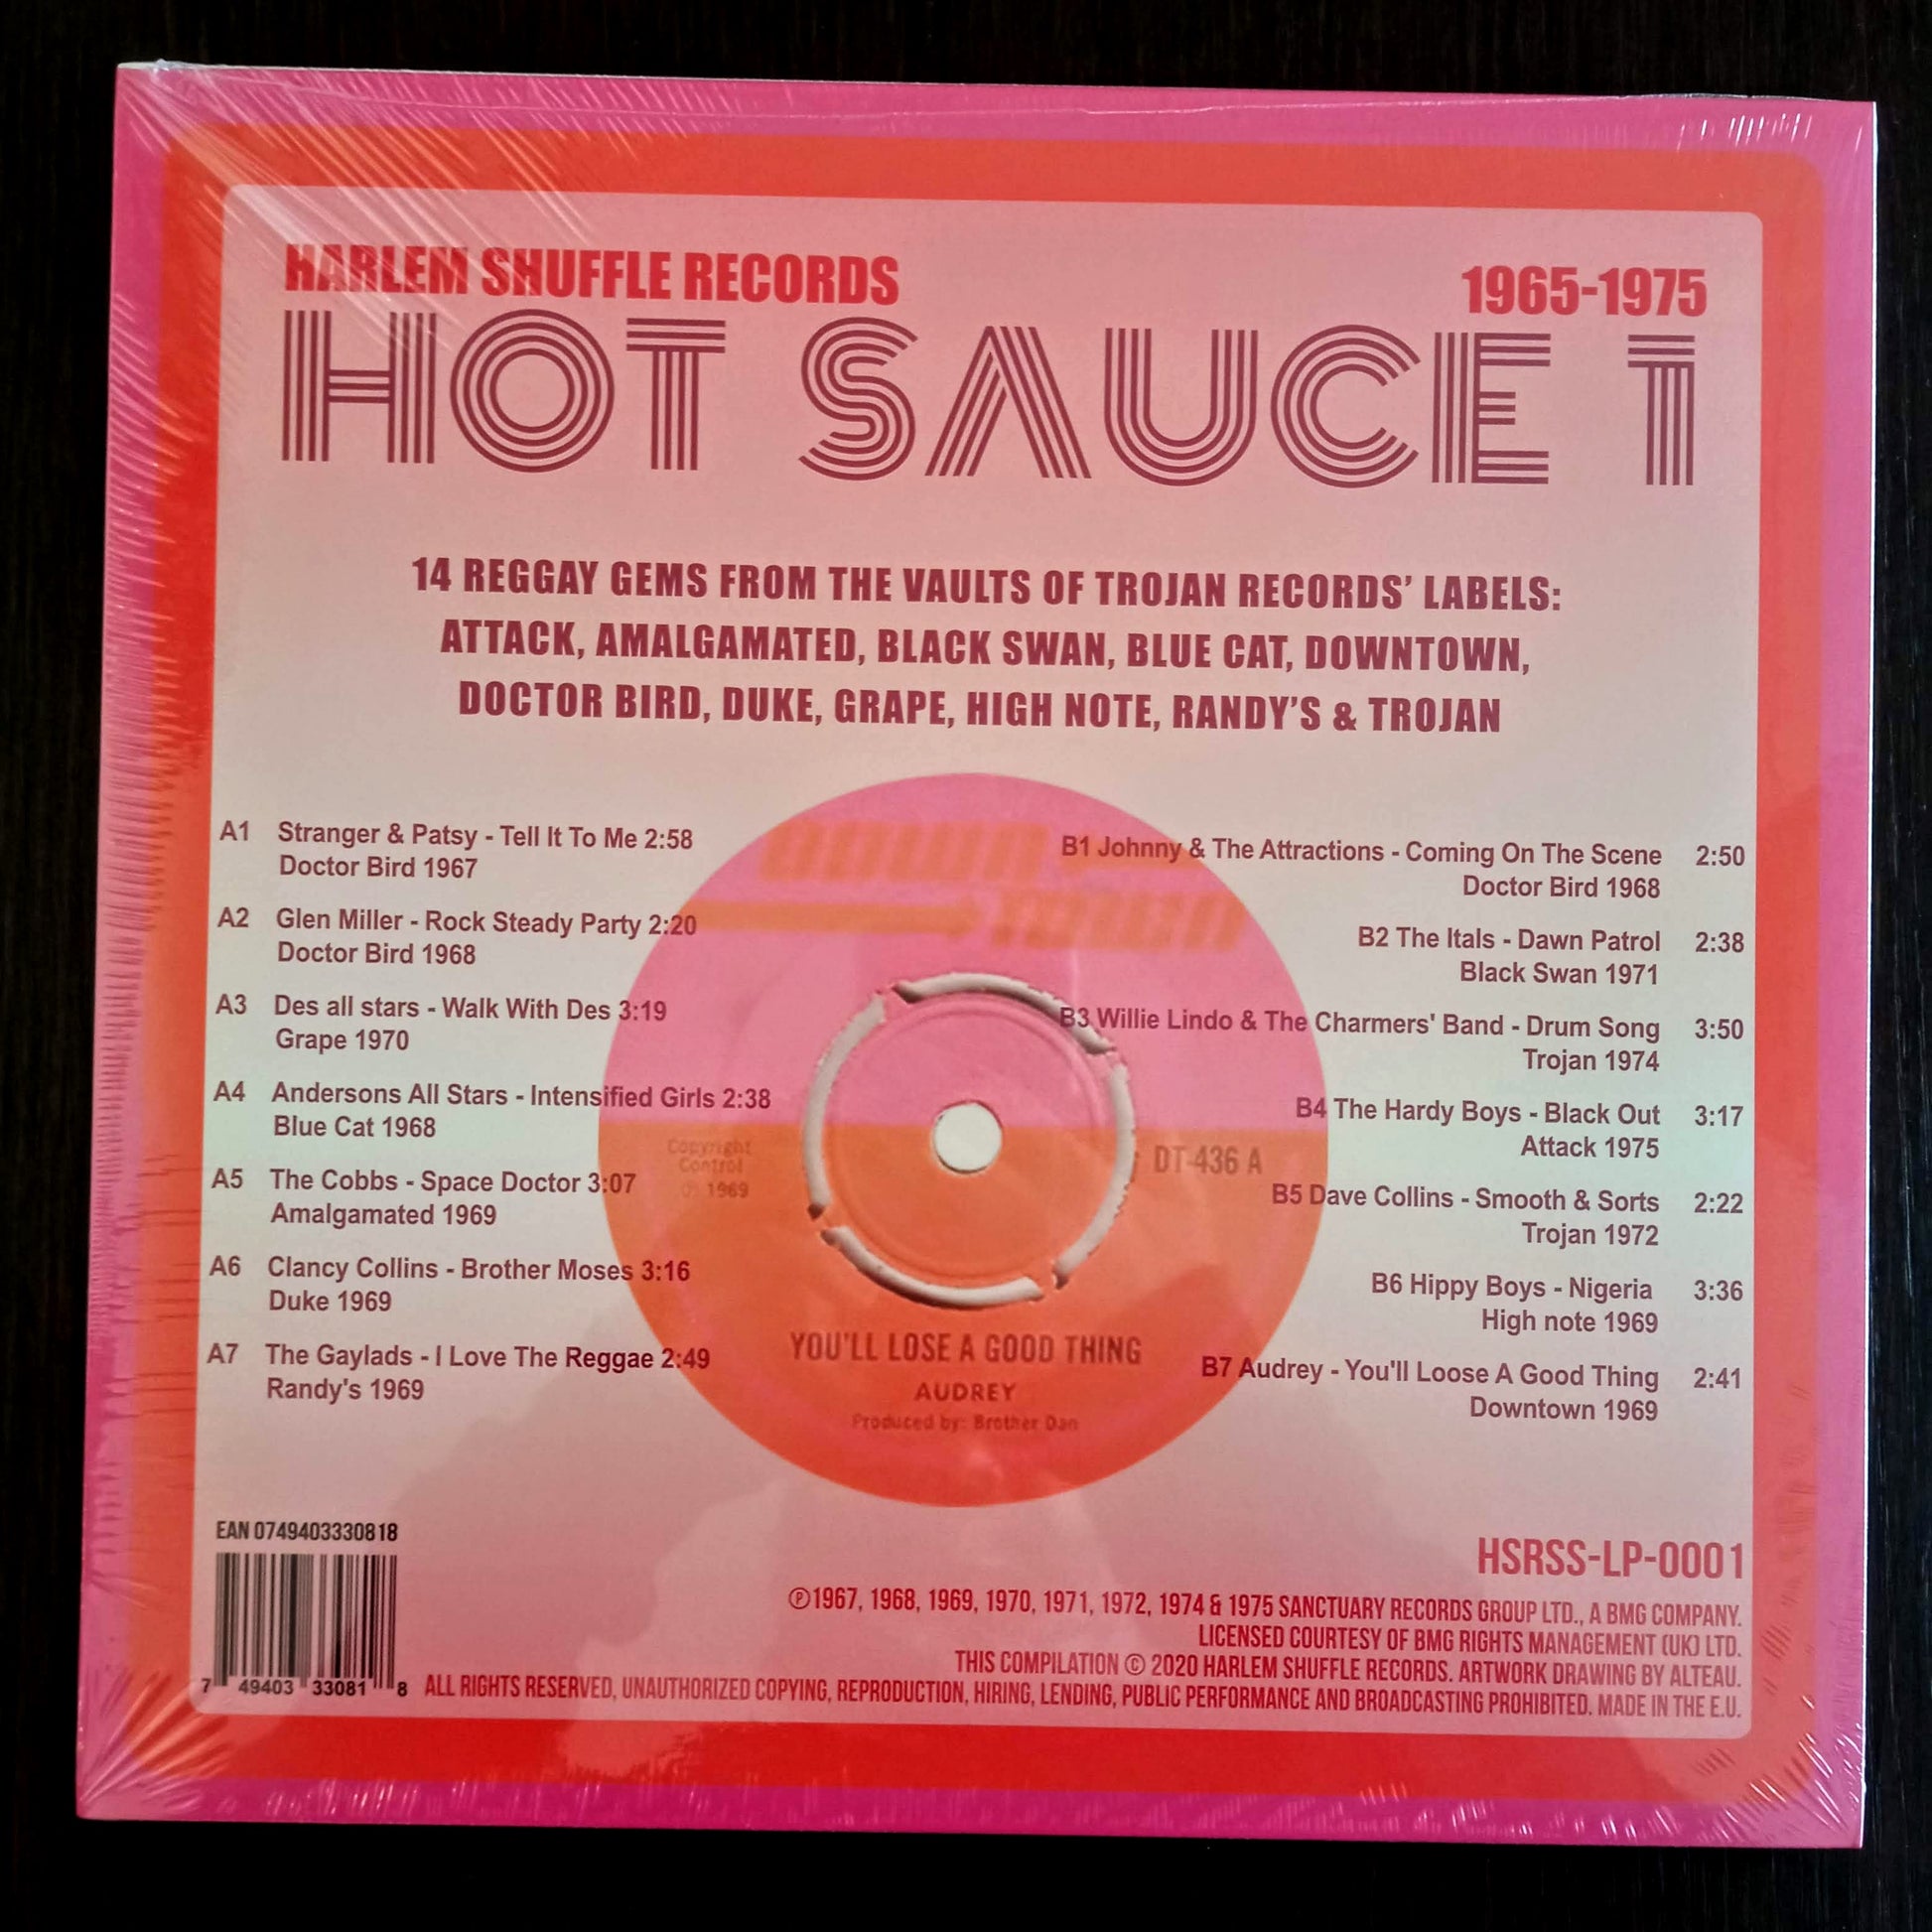 HARLEM SHUFFLE RECORDS 1965-1975
HOT SAUCE 1
14 REGGAY GEMS FROM THE VAULTS OF TROJAN RECORDS' LABELS:
ATTACK, AMALGAMATED, BLACK SWAN, BLUE CAT, DOWNTOWN,
DOCTOR BIRD, DUKE, GRAPE, HIGH NOTE, RANDY'S & TROJAN
A1 Stranger & Patsy - Tell It To Me 2:58
Doctor Bird 1967
A2 Glen Miller - Rock Steady Party 2:20
Doctor Bird 1968
A3 Des all stars - Walk With Des 3:19
Grape 1970
A4 Andersons All Stars - Intensified Girls 2:38
Blue Cat 1968
A5 The Cobbs - Space Doctor 3:07
Amalgamated 1969
A6 Clancy Collins - Brother Moses 3:16
Duke 1969
A7 The Gaylads - I Love The Reggae 2:49
Randy's 1969
DOWN
TOWN
Copyright
Control
℗ 1969
DT-436 A
YOU'LL LOSE A GOOD THING
AUDREY
Produced by: Brother Dan
B1 Johnny & The Attractions - Coming On The Scene 2:50
Doctor Bird 1968
B2 The Itals - Dawn Patrol 2:38
Black Swan 1971
B3 Willie Lindo & The Charmers' Band - Drum Song 3:50
Trojan 1974
B4 The Hardy Boys - Black Out 3:17
Attack 1975
B5 Dave Collins - Smooth & Sorts 2:22
Trojan 1972
B6 Hippy Boys - Nigeria 3:36
High note 1969
B7 Audrey - You'll Loose A Good Thing 2:41
Downtown 1969
EAN 0749403330818
7 49403 33081 8
HSRSS-LP-0001
℗1967, 1968, 1969, 1970, 1971, 1972, 1974 & 1975 SANCTUARY RECORDS GROUP LTD., A BMG COMPANY.
LICENSED COURTESY OF BMG RIGHTS MANAGEMENT (UK) LTD.
THIS COMPILATION © 2020 HARLEM SHUFFLE RECORDS. ARTWORK DRAWING BY ALTEAU.
ALL RIGHTS RESERVED, UNAUTHORIZED COPYING, REPRODUCTION, HIRING, LENDING, PUBLIC PERFORMANCE AND BROADCASTING PROHIBITED. MADE IN THE E.U.